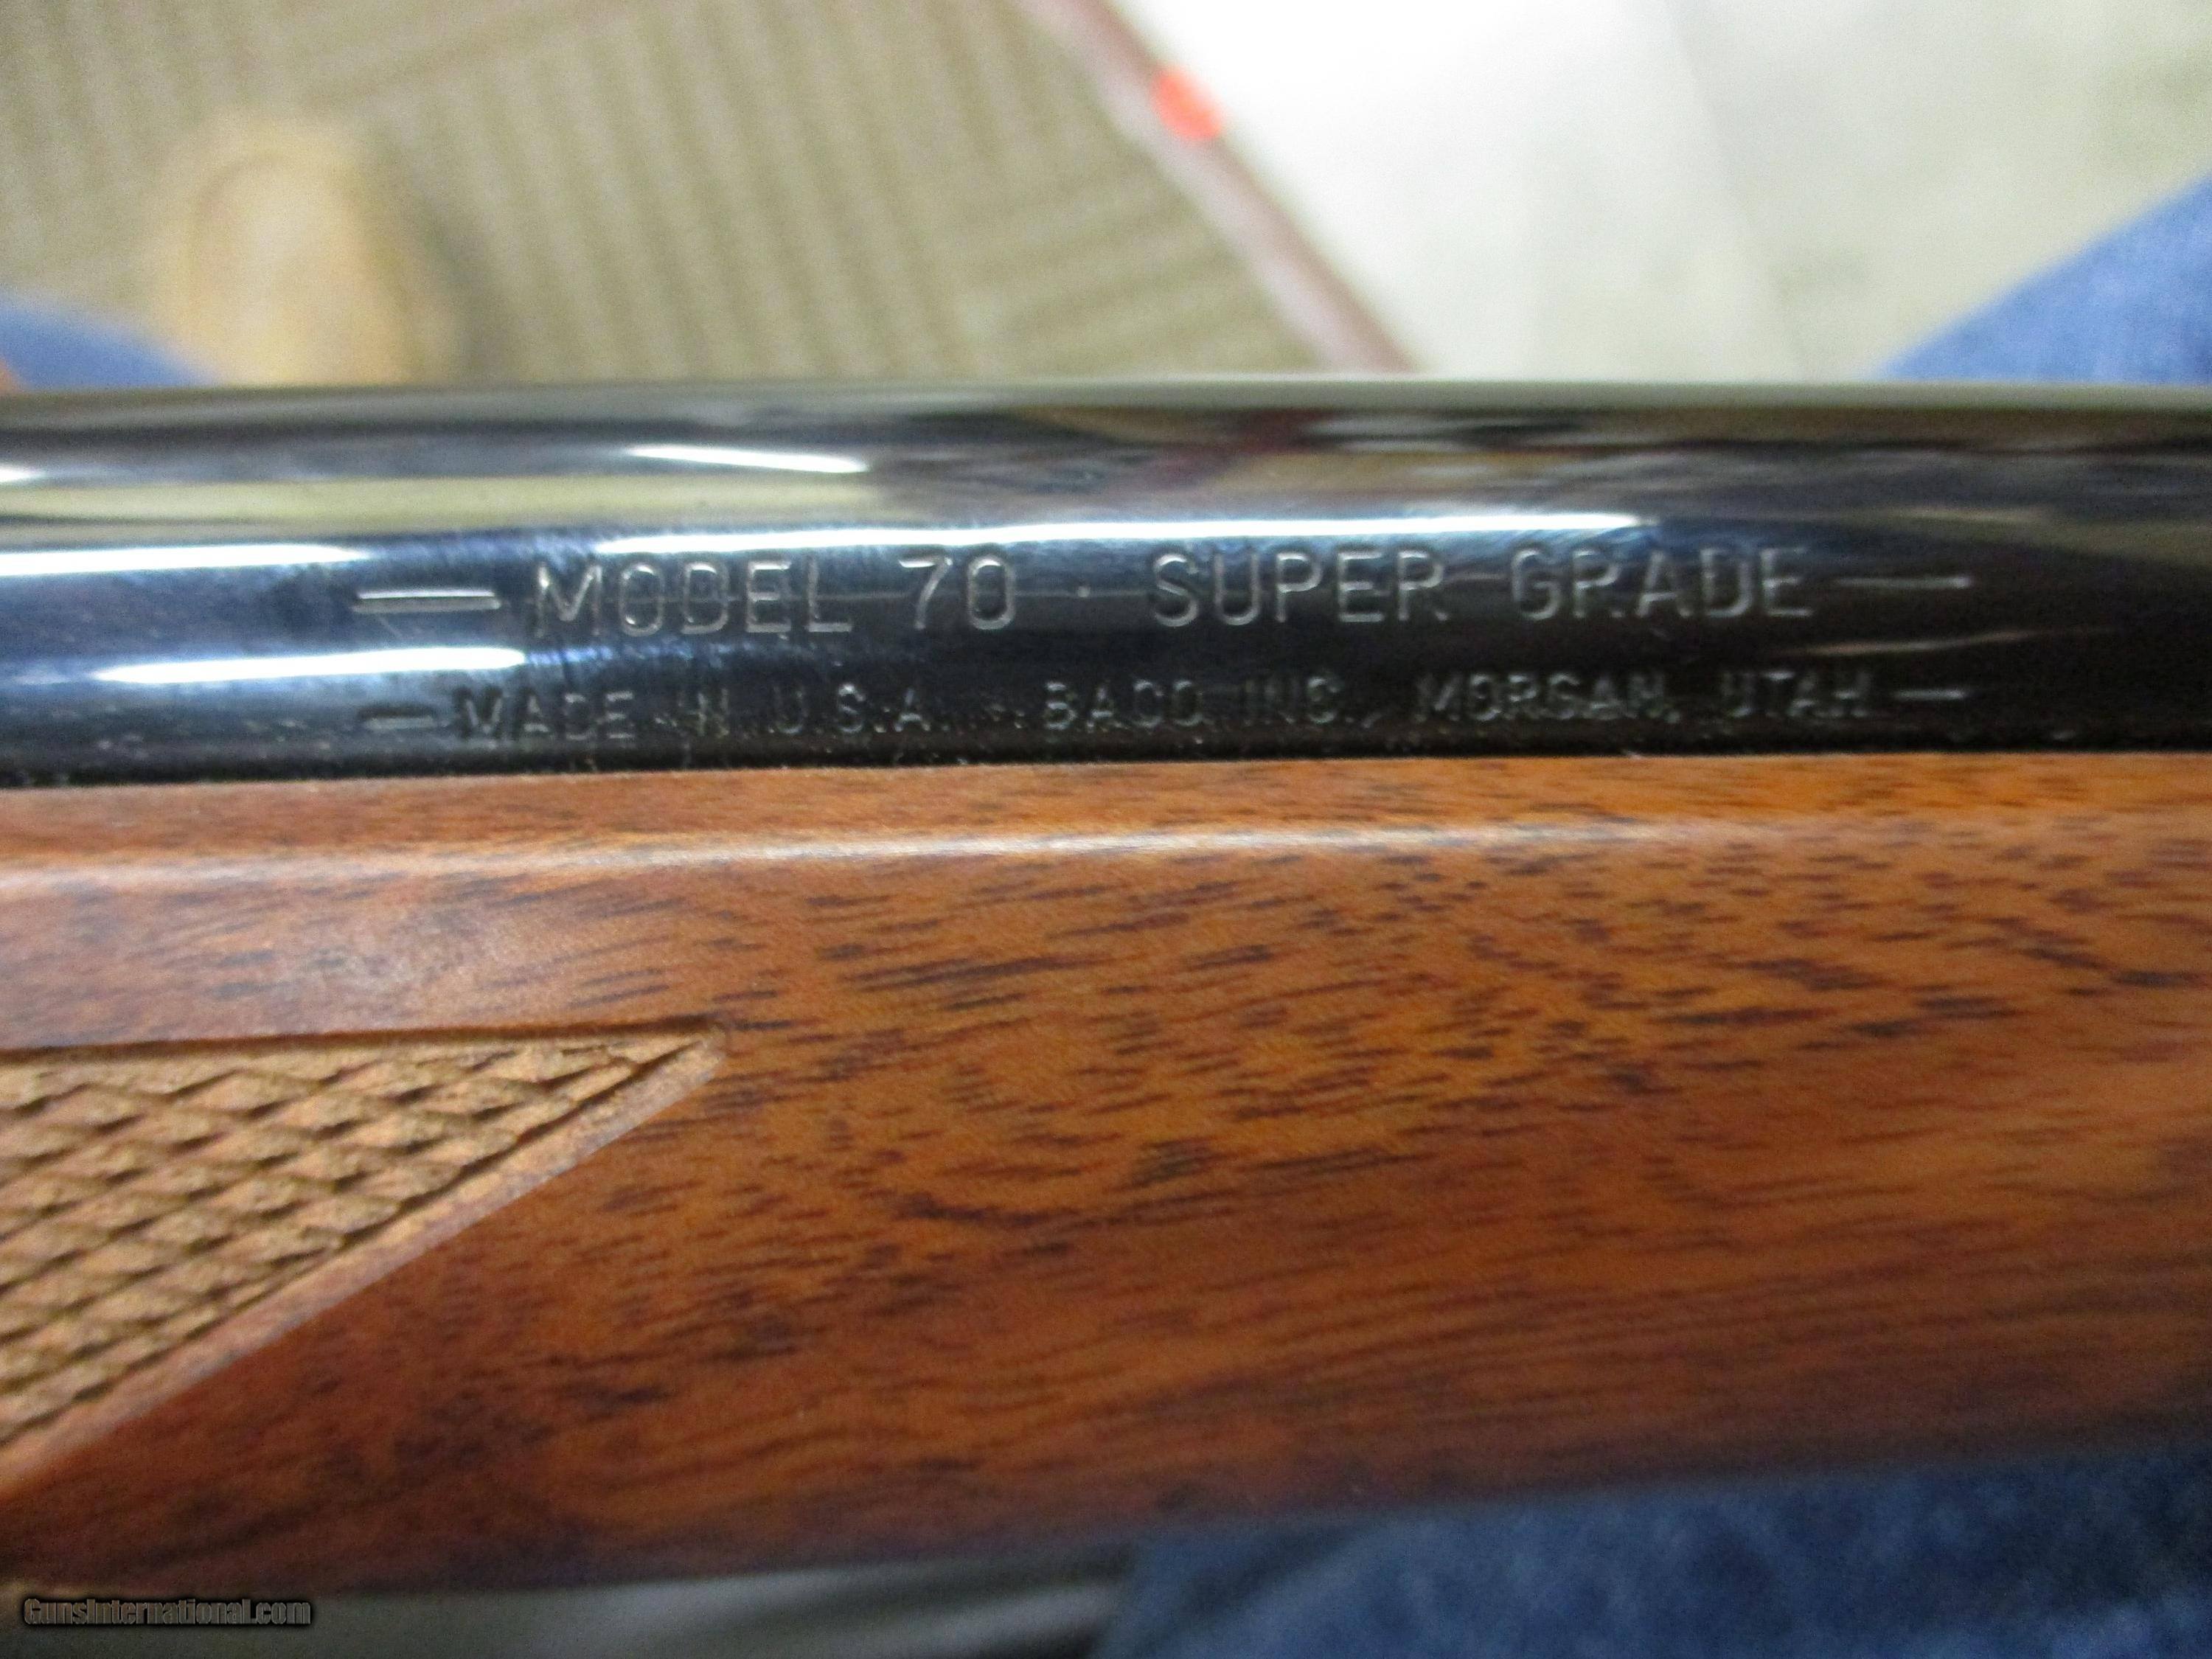 — MODEL 70 · SUPER GRADE —
— MADE IN U.S.A. – BACO, INC., MORGAN, UTAH —
GunsInternational.com